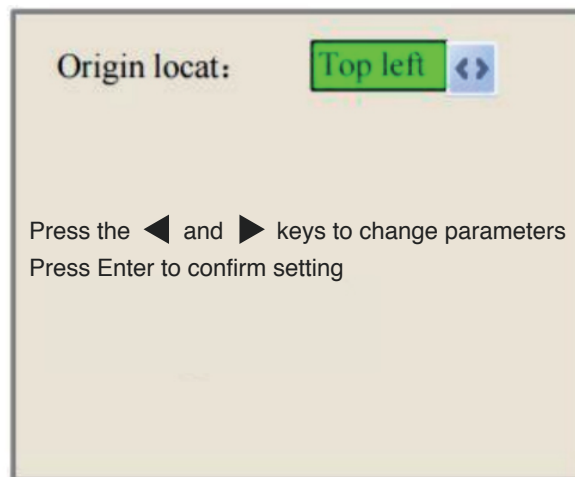 Origin locat: Top left
Press the ◀ and ▶ keys to change parameters
Press Enter to confirm setting